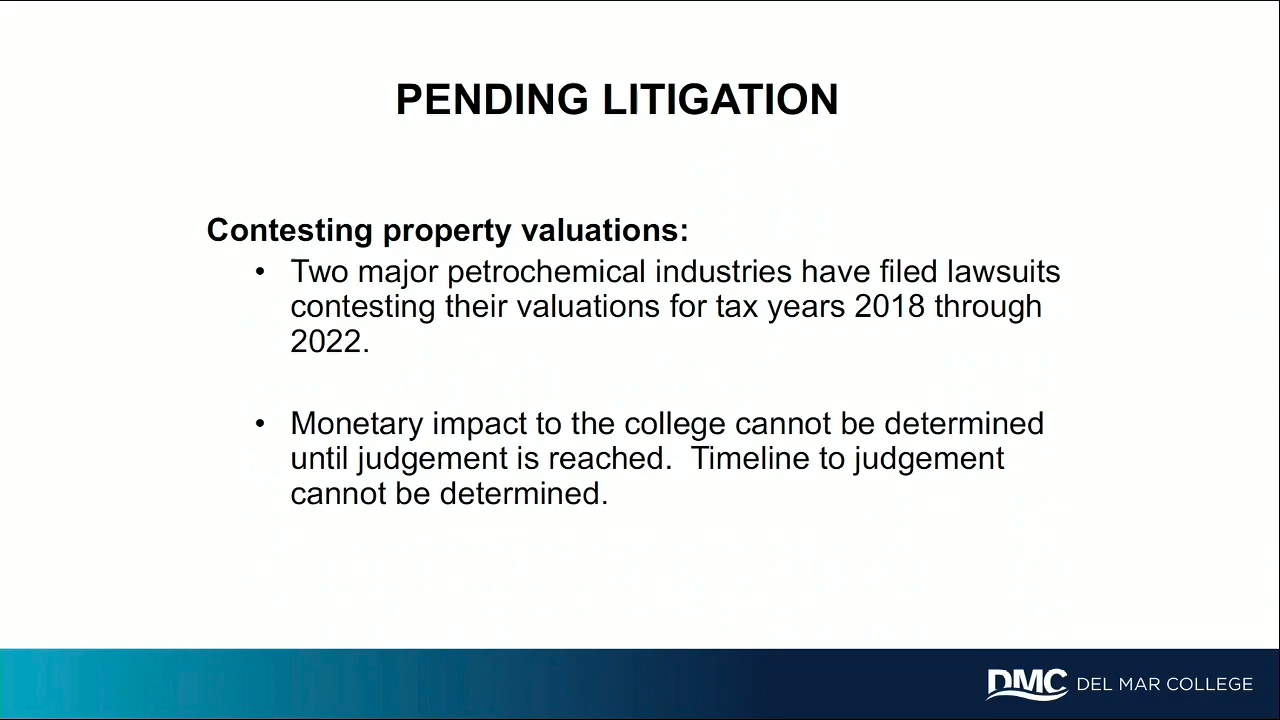 PENDING LITIGATION
Contesting property valuations:
• Two major petrochemical industries have filed lawsuits
contesting their valuations for tax years 2018 through
2022.
• Monetary impact to the college cannot be determined
until judgement is reached.  Timeline to judgement
cannot be determined.
DMC DEL MAR COLLEGE